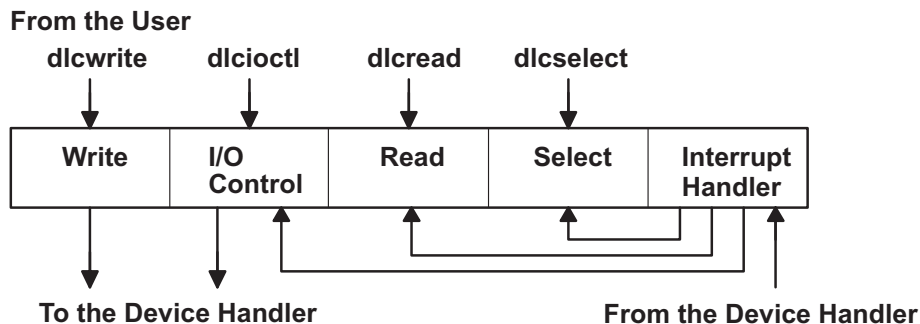 From the User
dlcwrite dlcioctl dlcread dlcselect
Write I/O Control Read Select Interrupt Handler
To the Device Handler From the Device Handler